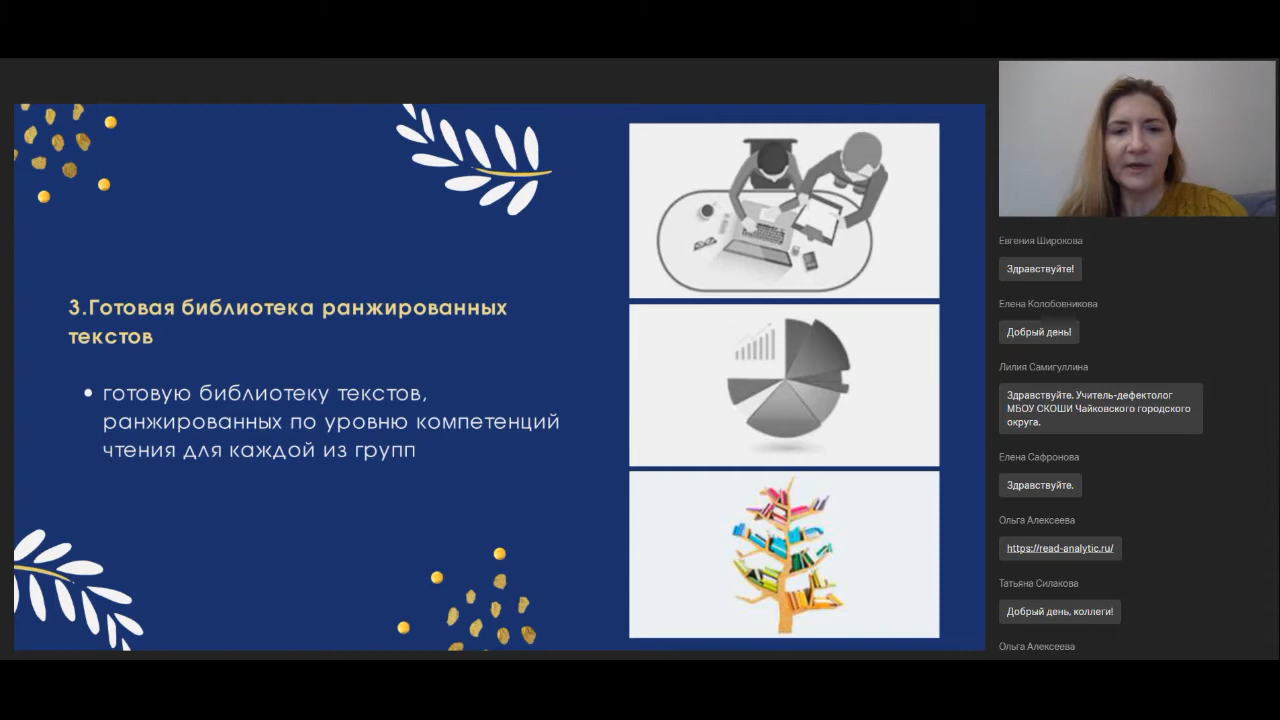 3.Готовая библиотека ранжированных
текстов
• готовую библиотеку текстов,
ранжированных по уровню компетенций
чтения для каждой из групп
Евгения Широкова
Здравствуйте!
Елена Колобовникова
Добрый день!
Лилия Самигуллина
Здравствуйте. Учитель-дефектолог
МБОУ СКОШИ Чайковского городского
округа.
Елена Сафронова
Здравствуйте.
Ольга Алексеева
https://read-analytic.ru/
Татьяна Силакова
Добрый день, коллеги!
Ольга Алексеева